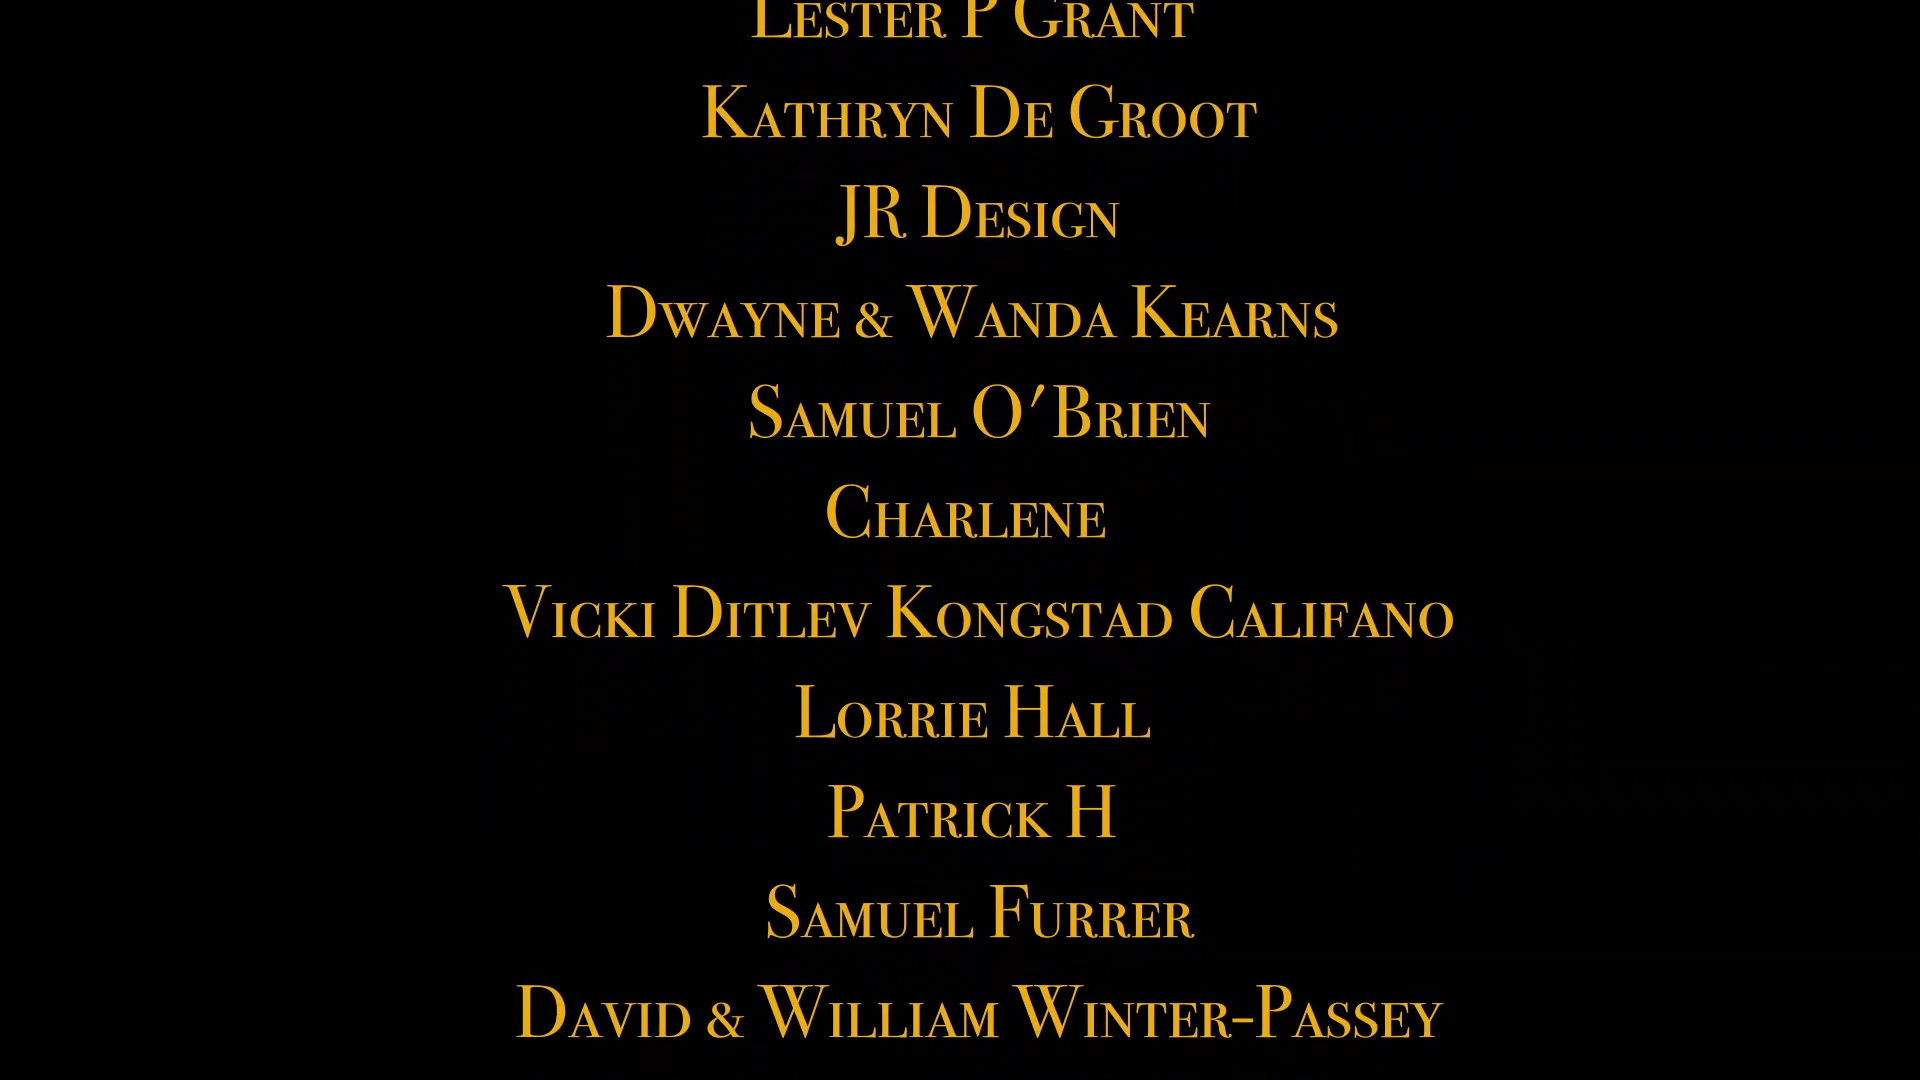 Lester P Grant
Kathryn De Groot
JR Design
Dwayne & Wanda Kearns
Samuel O'Brien
Charlene
Vicki Ditlev Kongstad Califano
Lorrie Hall
Patrick H
Samuel Furrer
David & William Winter-Passey